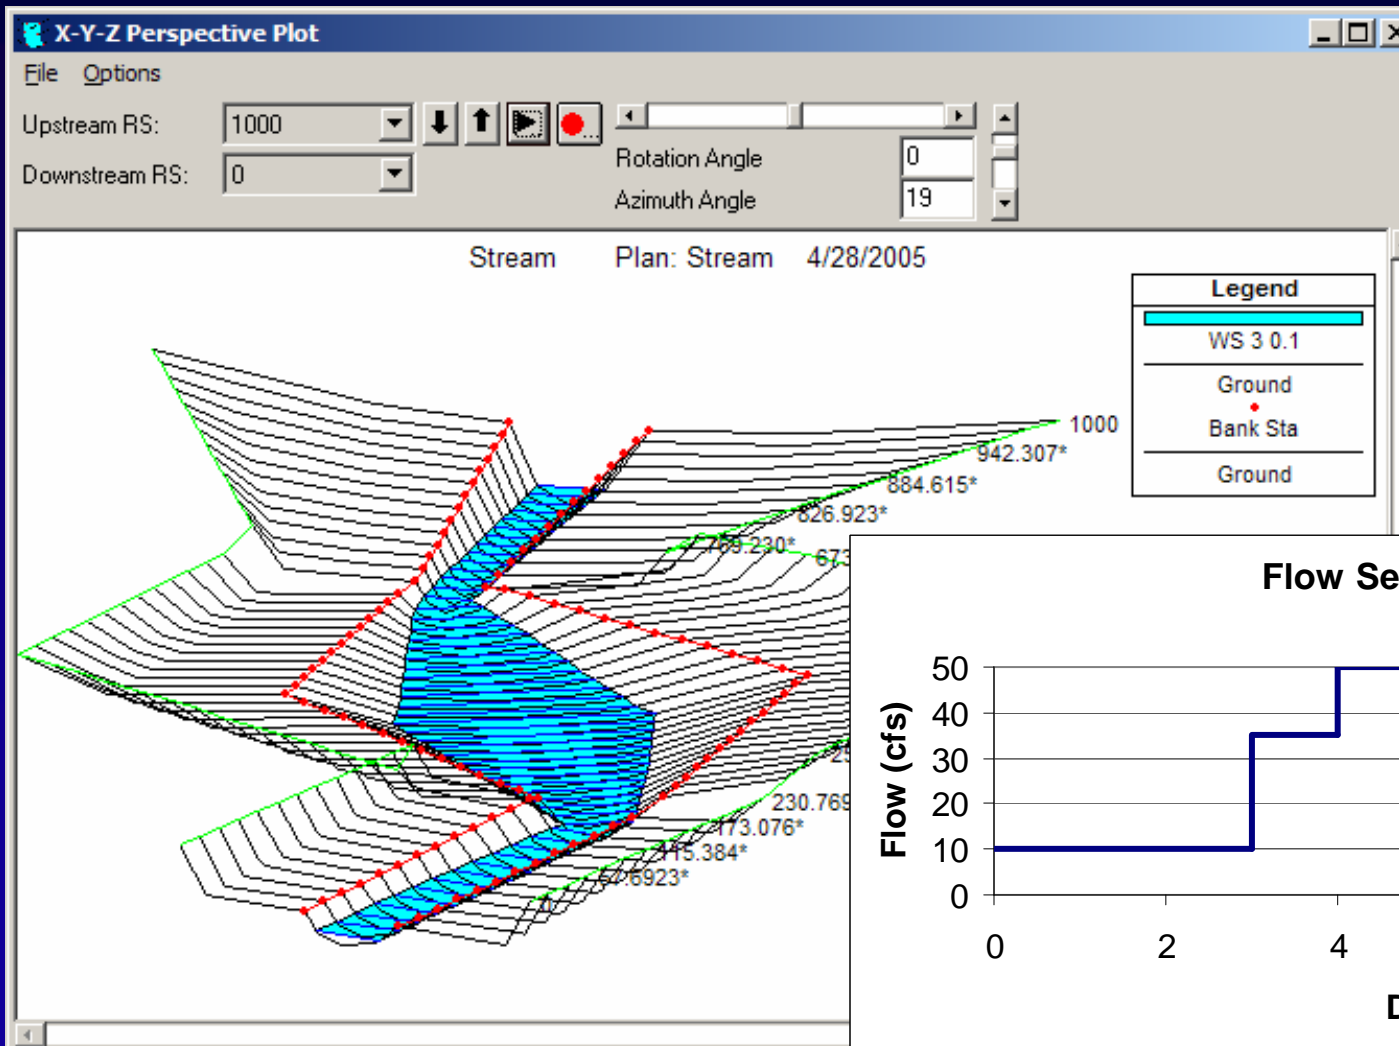 X-Y-Z Perspective Plot
File Options
Upstream RS: 1000
Downstream RS: 0
Rotation Angle 0
Azimuth Angle 19
Stream Plan: Stream 4/28/2005
Legend
WS 3 0.1
Ground
Bank Sta
Ground
1000
942.307*
884.615*
826.923*
769.230*
673
25
230.769
173.076*
115.384*
57.6923*
0
Flow Se
Flow (cfs)
50
40
30
20
10
0
0 2 4
D